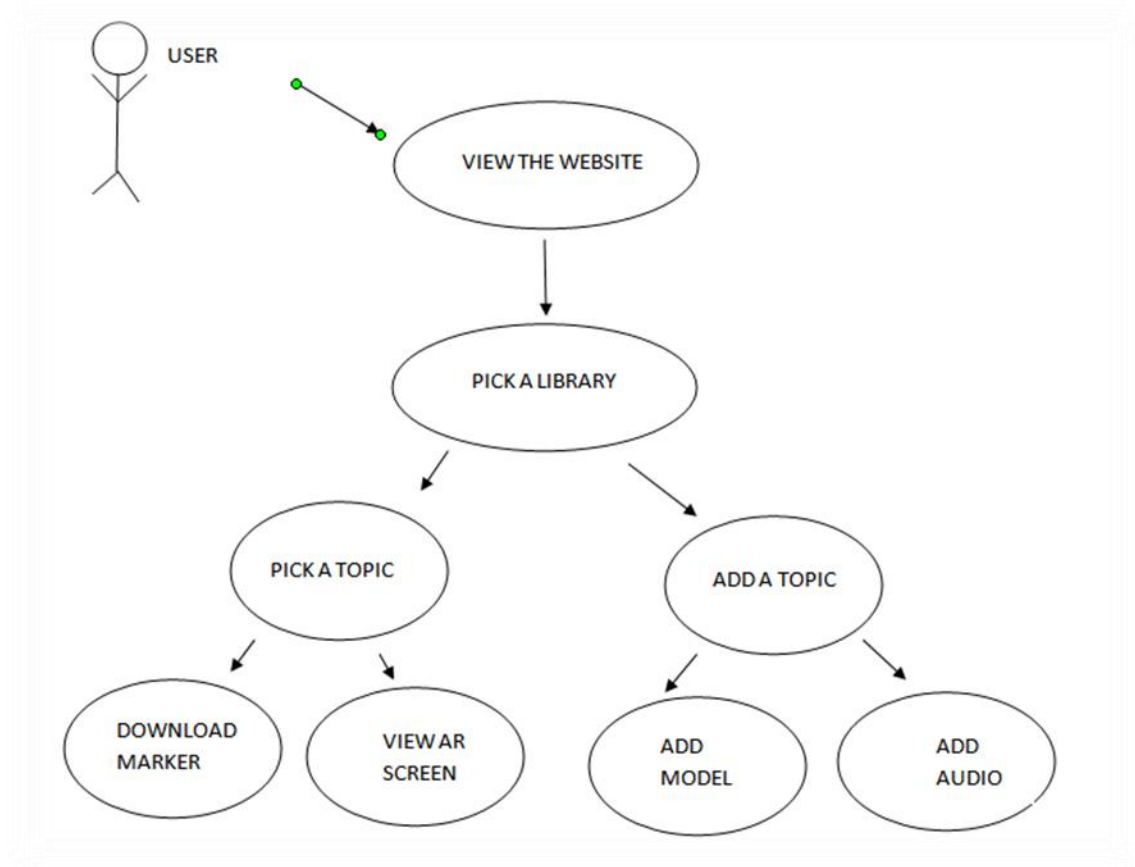 USER
VIEW THE WEBSITE
PICK A LIBRARY
PICK A TOPIC
ADD A TOPIC
DOWNLOAD
MARKER
VIEW AR
SCREEN
ADD
MODEL
ADD
AUDIO